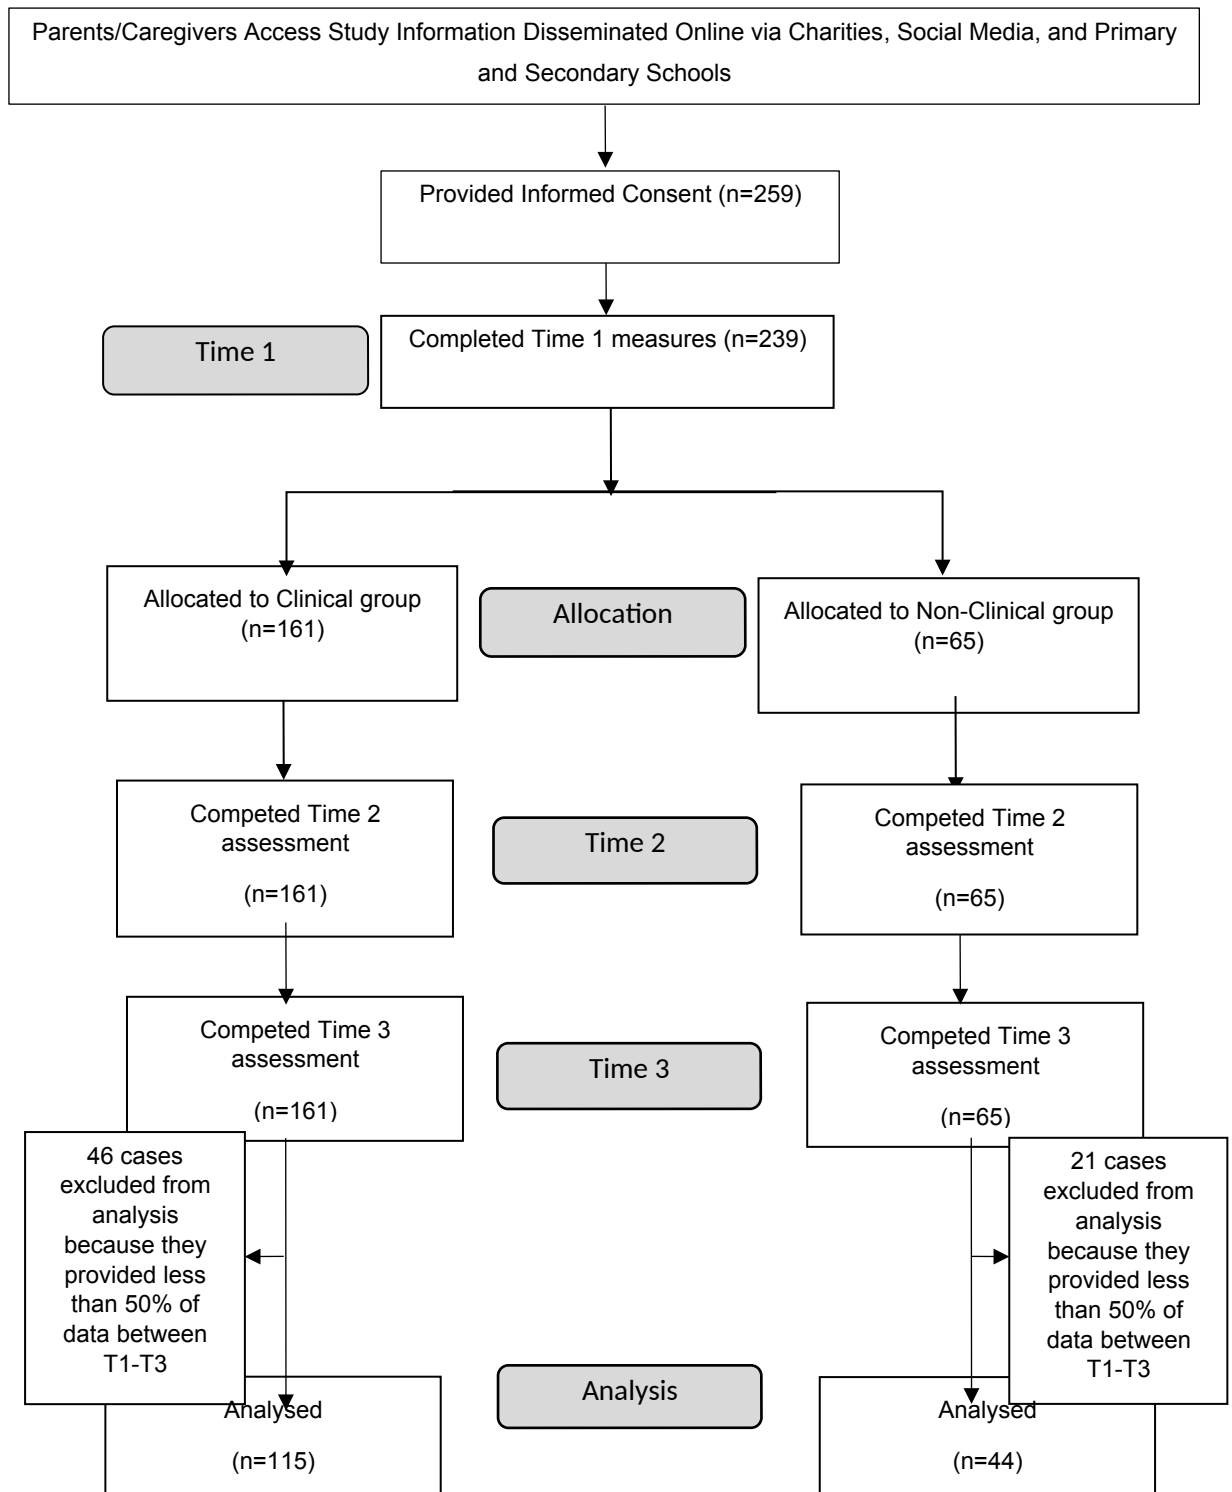 Parents/Caregivers Access Study Information Disseminated Online via Charities, Social Media, and Primary
and Secondary Schools
Provided Informed Consent (n=259)
Time 1
Completed Time 1 measures (n=239)
Allocated to Clinical group
(n=161)
Allocation
Allocated to Non-Clinical group
(n=65)
Competed Time 2
assessment
(n=161)
Time 2
Competed Time 2
assessment
(n=65)
Competed Time 3
assessment
(n=161)
Time 3
Competed Time 3
assessment
(n=65)
46 cases
excluded from
analysis
because they
provided less
than 50% of
data between
T1-T3
21 cases
excluded from
analysis
because they
provided less
than 50% of
data between
T1-T3
Analysed
(n=115)
Analysis
Analysed
(n=44)